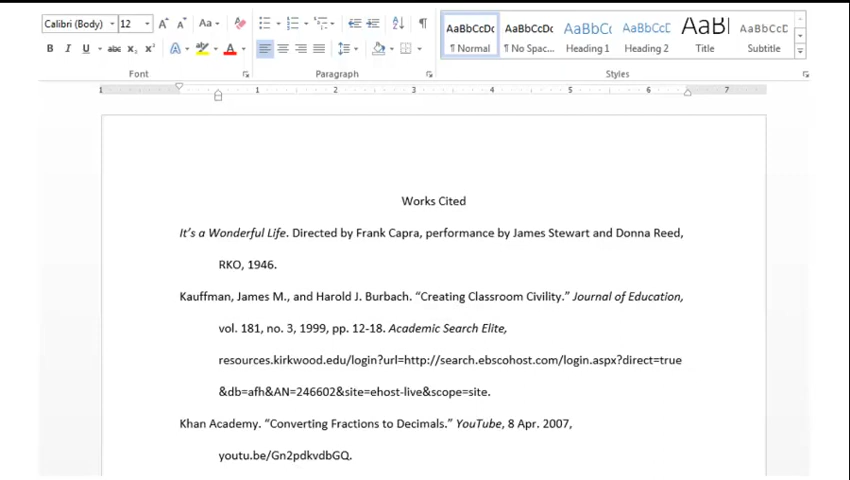 Calibri (Body) 12 Aa
AaBbCcDc AaBbCcDc AaBbCc AaBbCcC AaB AaBbCcC
B I U abc x₂ x² A A
¶ Normal ¶ No Spac... Heading 1 Heading 2 Title Subtitle
Font Paragraph Styles
1 1 2 3 4 5 6 7
Works Cited
It's a Wonderful Life. Directed by Frank Capra, performance by James Stewart and Donna Reed,
RKO, 1946.
Kauffman, James M., and Harold J. Burbach. “Creating Classroom Civility.” Journal of Education,
vol. 181, no. 3, 1999, pp. 12-18. Academic Search Elite,
resources.kirkwood.edu/login?url=http://search.ebscohost.com/login.aspx?direct=true
&db=afh&AN=246602&site=ehost-live&scope=site.
Khan Academy. “Converting Fractions to Decimals.” YouTube, 8 Apr. 2007,
youtu.be/Gn2pdkvdbGQ.